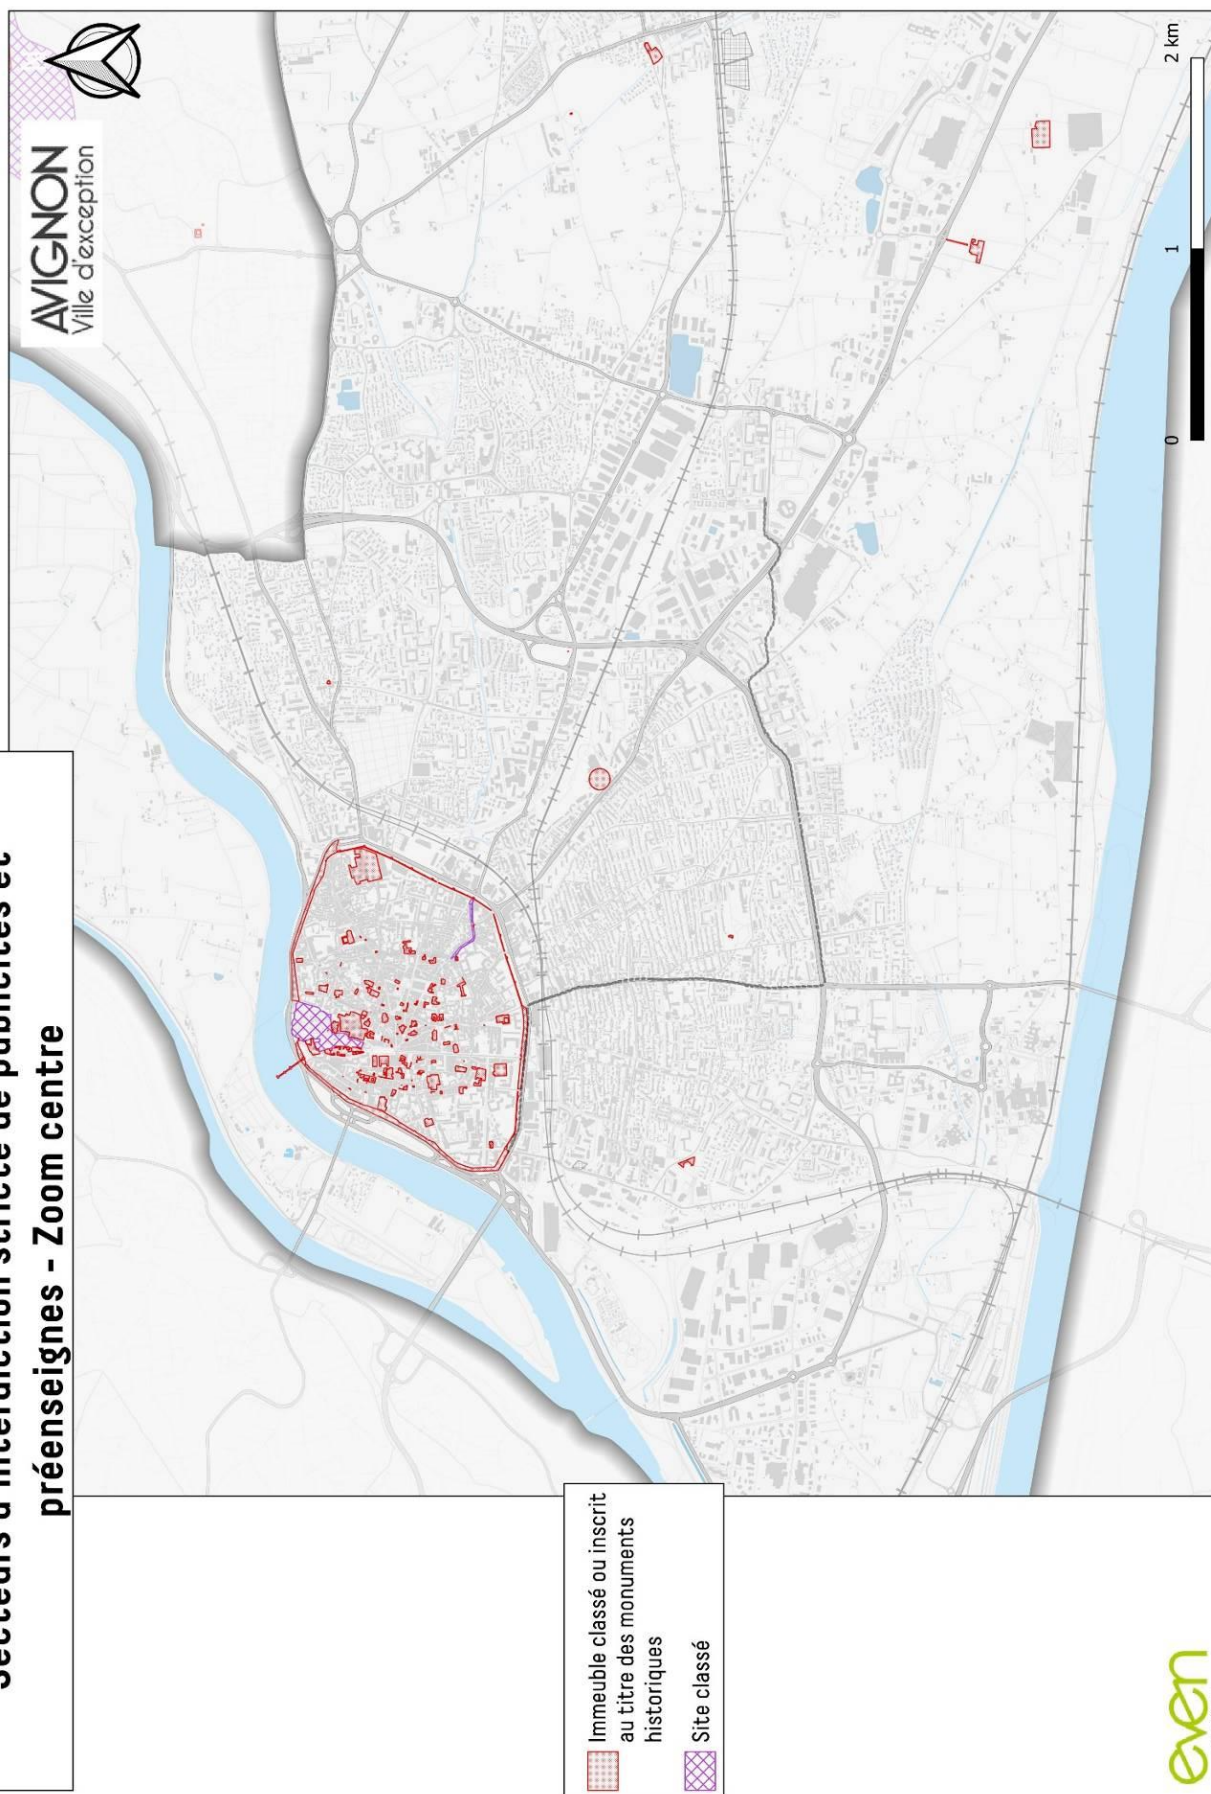 Secteurs d'interdiction stricte de publicités et
préenseignes - Zoom centre
AVIGNON
Ville d'exception
Immeuble classé ou inscrit
au titre des monuments
historiques
Site classé
0 1 2 km
even